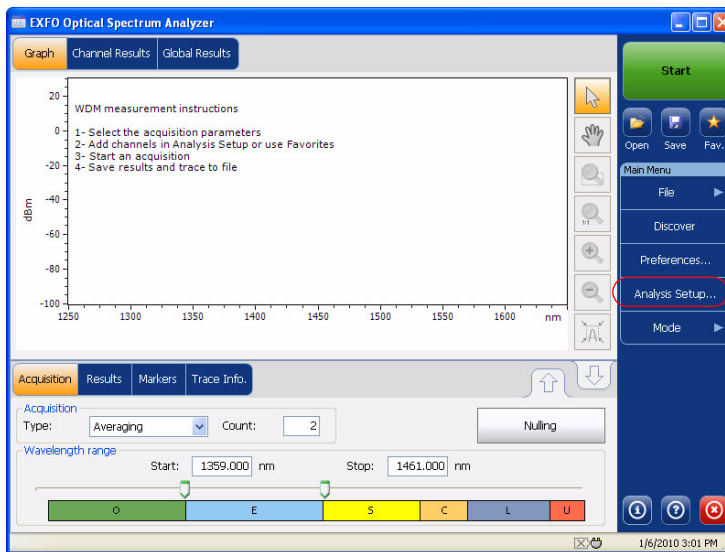 EXFO Optical Spectrum Analyzer
Graph Channel Results Global Results
20
0
-20
-40
-60
-80
-100
dBm
WDM measurement instructions
1- Select the acquisition parameters
2- Add channels in Analysis Setup or use Favorites
3- Start an acquisition
4- Save results and trace to file
1250 1300 1350 1400 1450 1500 1550 1600 nm
1:1
Start
Open Save Fav.
Main Menu
File
Discover
Preferences...
Analysis Setup...
Mode
Acquisition Results Markers Trace Info.
Acquisition
Type: Averaging Count: 2
Nulling
Wavelength range
Start: 1359.000 nm Stop: 1461.000 nm
O E S C L U
1/6/2010 3:01 PM